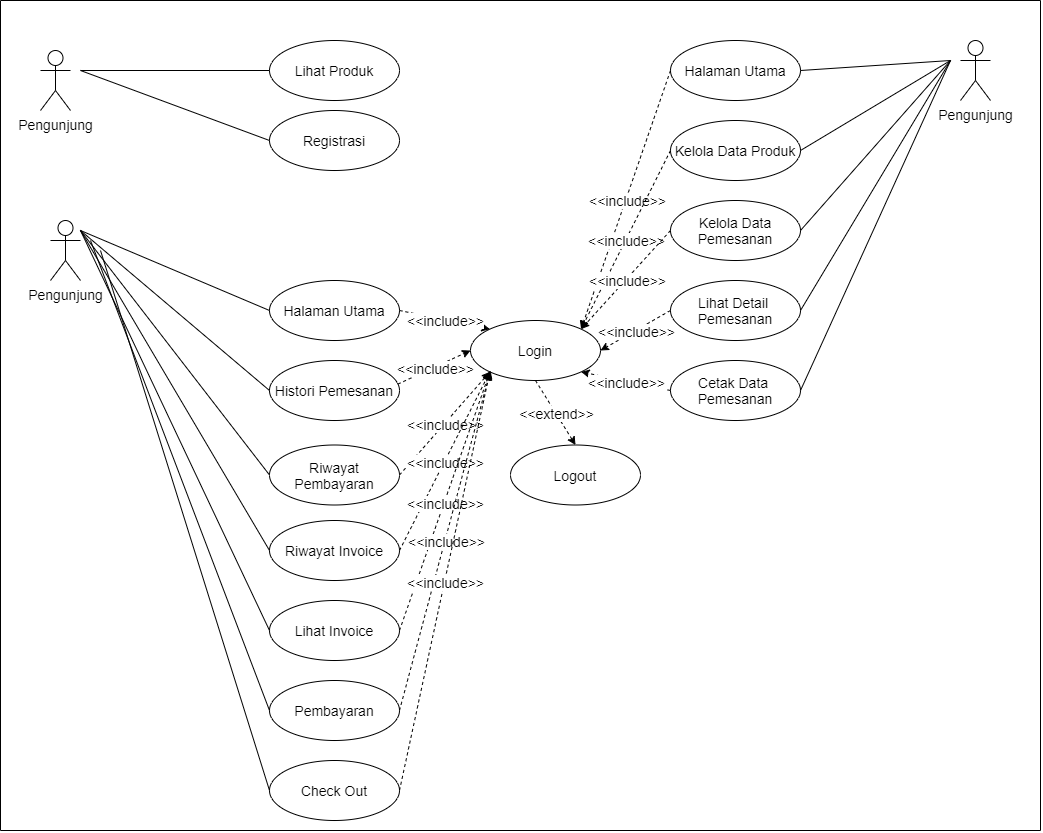 Pengunjung
Lihat Produk
Registrasi
Pengunjung
Halaman Utama
Histori Pemesanan
Riwayat
Pembayaran
Riwayat Invoice
Lihat Invoice
Pembayaran
Check Out
<<include>>
<<include>>
<<include>>
<<include>>
<<include>>
<<include>>
<<include>>
Login
<<extend>>
Logout
<<include>>
<<include>>
<<include>>
<<include>>
<<include>>
Halaman Utama
Kelola Data Produk
Kelola Data
Pemesanan
Lihat Detail
Pemesanan
Cetak Data
Pemesanan
Pengunjung